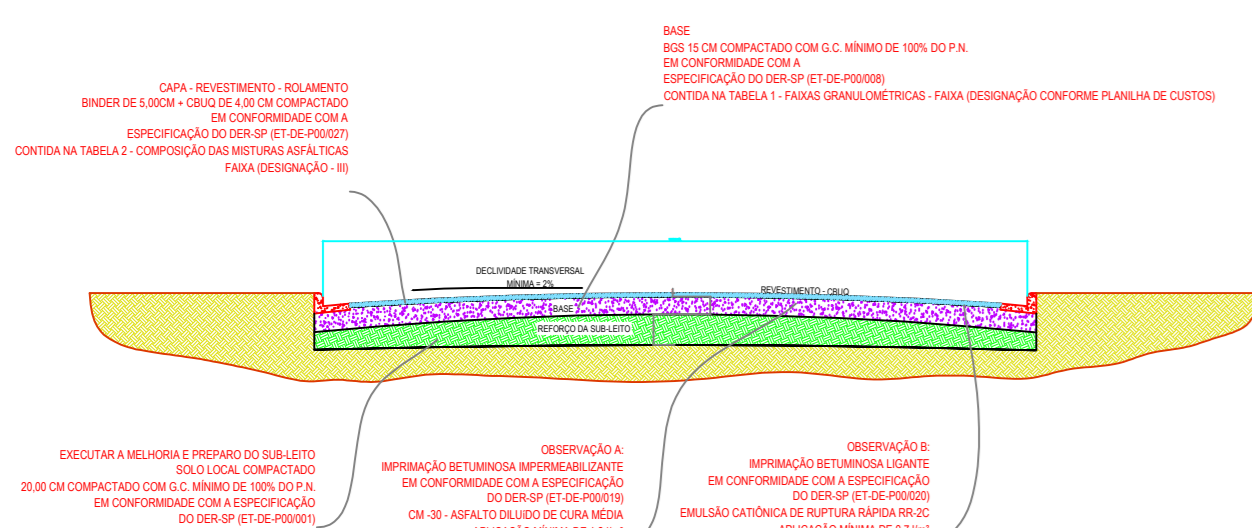 BASE
BGS 15 CM COMPACTADO COM G.C. MÍNIMO DE 100% DO P.N.
EM CONFORMIDADE COM A
ESPECIFICAÇÃO DO DER-SP (ET-DE-P00/008)
CONTIDA NA TABELA 1 - FAIXAS GRANULOMÉTRICAS - FAIXA (DESIGNAÇÃO CONFORME PLANILHA DE CUSTOS)
CAPA - REVESTIMENTO - ROLAMENTO
BINDER DE 5,00CM + CBUQ DE 4,00 CM COMPACTADO
EM CONFORMIDADE COM A
ESPECIFICAÇÃO DO DER-SP (ET-DE-P00/027)
CONTIDA NA TABELA 2 - COMPOSIÇÃO DAS MISTURAS ASFÁLTICAS
FAIXA (DESIGNAÇÃO - III)
DECLIVIDADE TRANSVERSAL
MÍNIMA = 2%
REVESTIMENTO - CBUQ
BASE
REFORÇO DA SUB-LEITO
EXECUTAR A MELHORIA E PREPARO DO SUB-LEITO
SOLO LOCAL COMPACTADO
20,00 CM COMPACTADO COM G.C. MÍNIMO DE 100% DO P.N.
EM CONFORMIDADE COM A ESPECIFICAÇÃO
DO DER-SP (ET-DE-P00/001)
OBSERVAÇÃO A:
IMPRIMAÇÃO BETUMINOSA IMPERMEABILIZANTE
EM CONFORMIDADE COM A ESPECIFICAÇÃO
DO DER-SP (ET-DE-P00/019)
CM -30 - ASFALTO DILUIDO DE CURA MÉDIA
APLICAÇÃO MÍNIMA DE
OBSERVAÇÃO B:
IMPRIMAÇÃO BETUMINOSA LIGANTE
EM CONFORMIDADE COM A ESPECIFICAÇÃO
DO DER-SP (ET-DE-P00/020)
EMULSÃO CATIÔNICA DE RUPTURA RÁPIDA RR-2C
APLICAÇÃO MÍNIMA DE